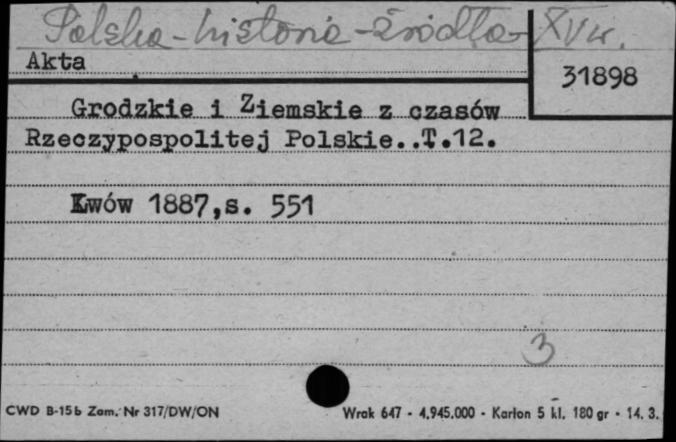 Polska - historia - źródła - XV w.
Akta
31898
Grodzkie i Ziemskie z czasów
Rzeczypospolitej Polskie..T.12.
Lwów 1887,s. 551
3
CWD B-15b Zam. Nr 317/DW/ON
Wrak 647 - 4.945.000 - Karton 5 kl. 180 gr - 14. 3.